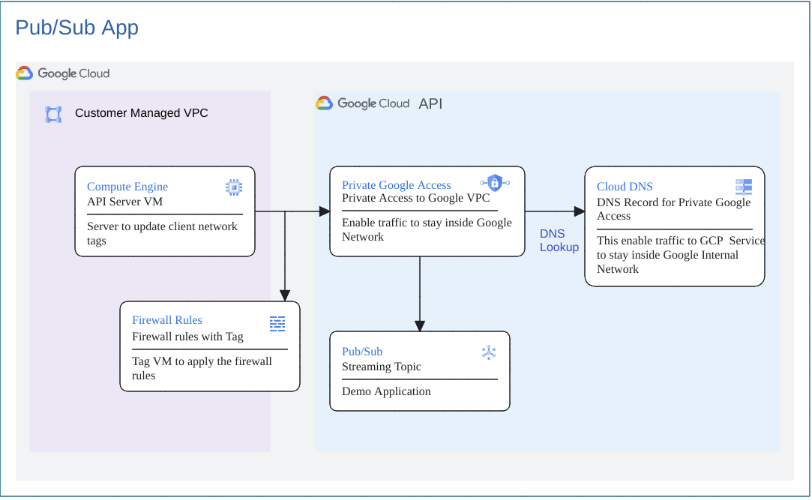 Pub/Sub App
Google Cloud
Customer Managed VPC
Google Cloud API
Compute Engine
API Server VM
Server to update client network
tags
Private Google Access
Private Access to Google VPC
Enable traffic to stay inside Google
Network
DNS
Lookup
Cloud DNS
DNS Record for Private Google
Access
This enable traffic to GCP Service
to stay inside Google Internal
Network
Firewall Rules
Firewall rules with Tag
Tag VM to apply the firewall
rules
Pub/Sub
Streaming Topic
Demo Application